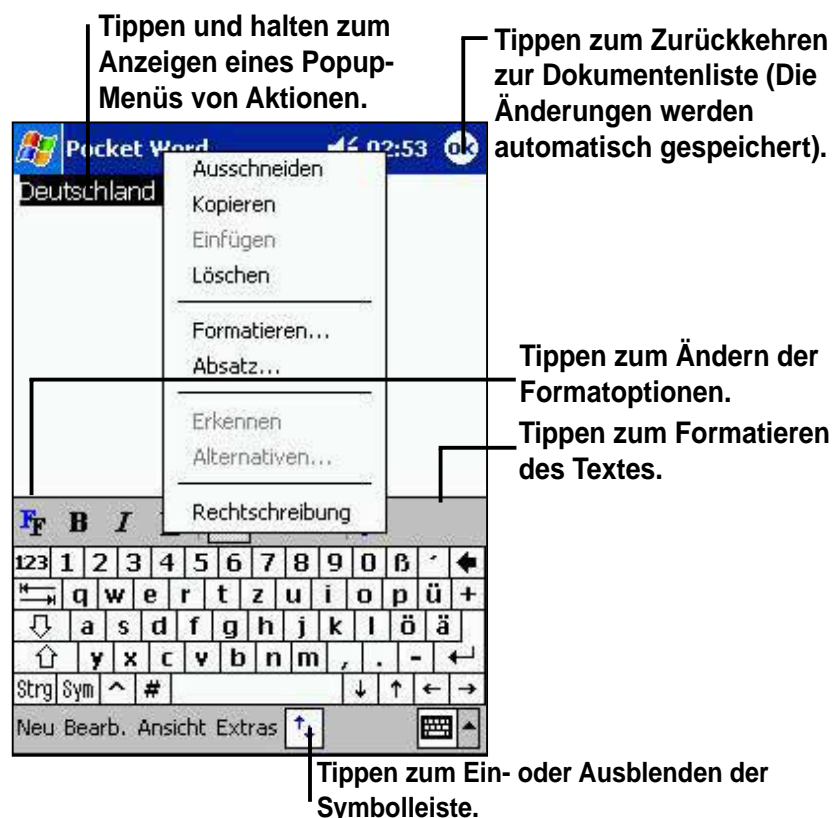 Tippen und halten zum
Anzeigen eines Popup-
Menüs von Aktionen.
Tippen zum Zurückkehren
zur Dokumentenliste (Die
Änderungen werden
automatisch gespeichert).
Pocket Word 02:53 ok
Deutschland
Ausschneiden
Kopieren
Einfügen
Löschen
Formatieren...
Absatz...
Erkennen
Alternativen...
Rechtschreibung
Tippen zum Ändern der
Formatoptionen.
Tippen zum Formatieren
des Textes.
FF B I
123 1 2 3 4 5 6 7 8 9 0 ß ´
q w e r t z u i o p ü +
a s d f g h j k l ö ä
y x c v b n m , . -
Strg Sym ^ # ↓ ↑ ← →
Neu Bearb. Ansicht Extras
Tippen zum Ein- oder Ausblenden der
Symbolleiste.